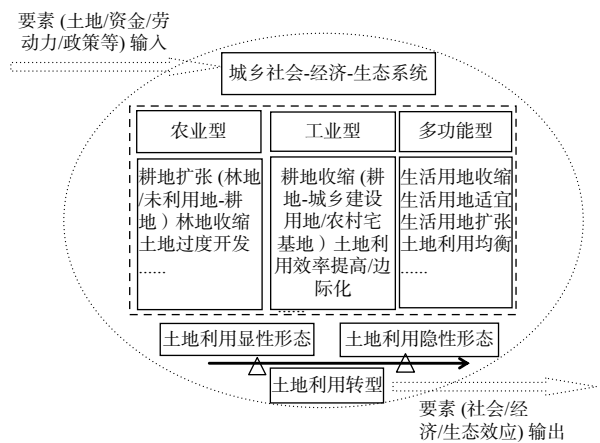 要素 (土地/资金/劳
动力/政策等) 输入
城乡社会-经济-生态系统
农业型
工业型
多功能型
耕地扩张 (林地
/未利用地-耕
地 ) 林地收缩
土地过度开发
......
耕地收缩 (耕
地-城乡建设
用地/农村宅
基地 ) 土地利
用效率提高/边
际化
......
生活用地收缩
生活用地适宜
生活用地扩张
土地利用均衡
......
土地利用显性形态
土地利用隐性形态
土地利用转型
要素 (社会/经
济/生态效应) 输出